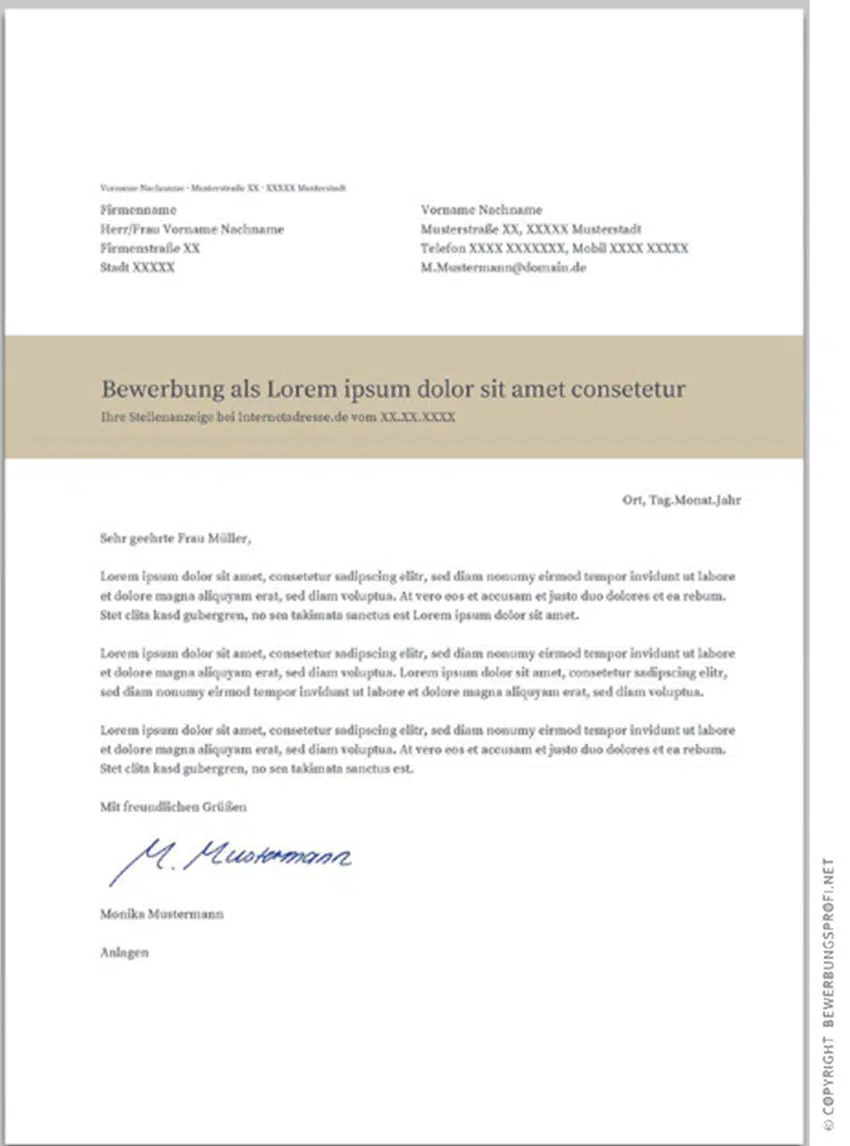 Vorname Nachname · Musterstraße XX · XXXXX Musterstadt
Firmenname
Herr/Frau Vorname Nachname
Firmenstraße XX
Stadt XXXXX
Vorname Nachname
Musterstraße XX, XXXXX Musterstadt
Telefon XXXX XXXXXXX, Mobil XXXX XXXXX
M.Mustermann@domain.de
Bewerbung als Lorem ipsum dolor sit amet consetetur
Ihre Stellenanzeige bei Internetadresse.de vom XX.XX.XXXX
Ort, Tag.Monat.Jahr
Sehr geehrte Frau Müller,
Lorem ipsum dolor sit amet, consetetur sadipscing elitr, sed diam nonumy eirmod tempor invidunt ut labore
et dolore magna aliquyam erat, sed diam voluptua. At vero eos et accusam et justo duo dolores et ea rebum.
Stet clita kasd gubergren, no sea takimata sanctus est Lorem ipsum dolor sit amet.
Lorem ipsum dolor sit amet, consetetur sadipscing elitr, sed diam nonumy eirmod tempor invidunt ut labore
et dolore magna aliquyam erat, sed diam voluptua. Lorem ipsum dolor sit amet, consetetur sadipscing elitr,
sed diam nonumy eirmod tempor invidunt ut labore et dolore magna aliquyam erat, sed diam voluptua.
Lorem ipsum dolor sit amet, consetetur sadipscing elitr, sed diam nonumy eirmod tempor invidunt ut labore
et dolore magna aliquyam erat, sed diam voluptua. At vero eos et accusam et justo duo dolores et ea rebum.
Stet clita kasd gubergren, no sea takimata sanctus est.
Mit freundlichen Grüßen
M. Mustermann
Monika Mustermann
Anlagen
© COPYRIGHT BEWERBUNGSPROFI.NET